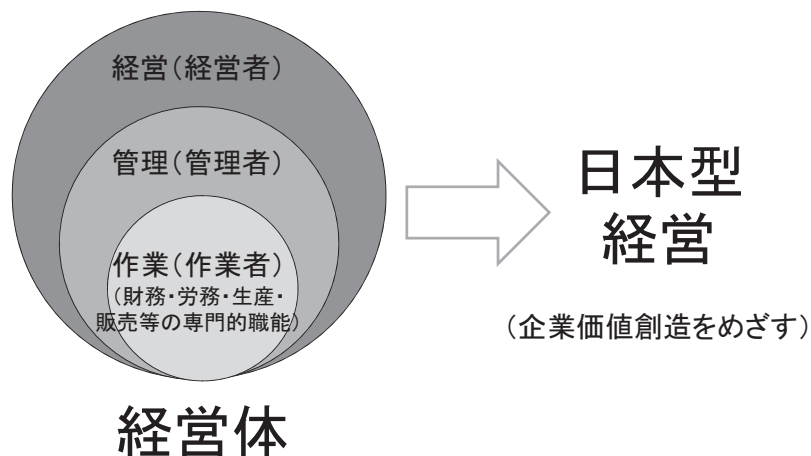 経営（経営者）
管理（管理者）
作業（作業者）
（財務・労務・生産・
販売等の専門的職能）
経営体
日本型
経営
（企業価値創造をめざす）